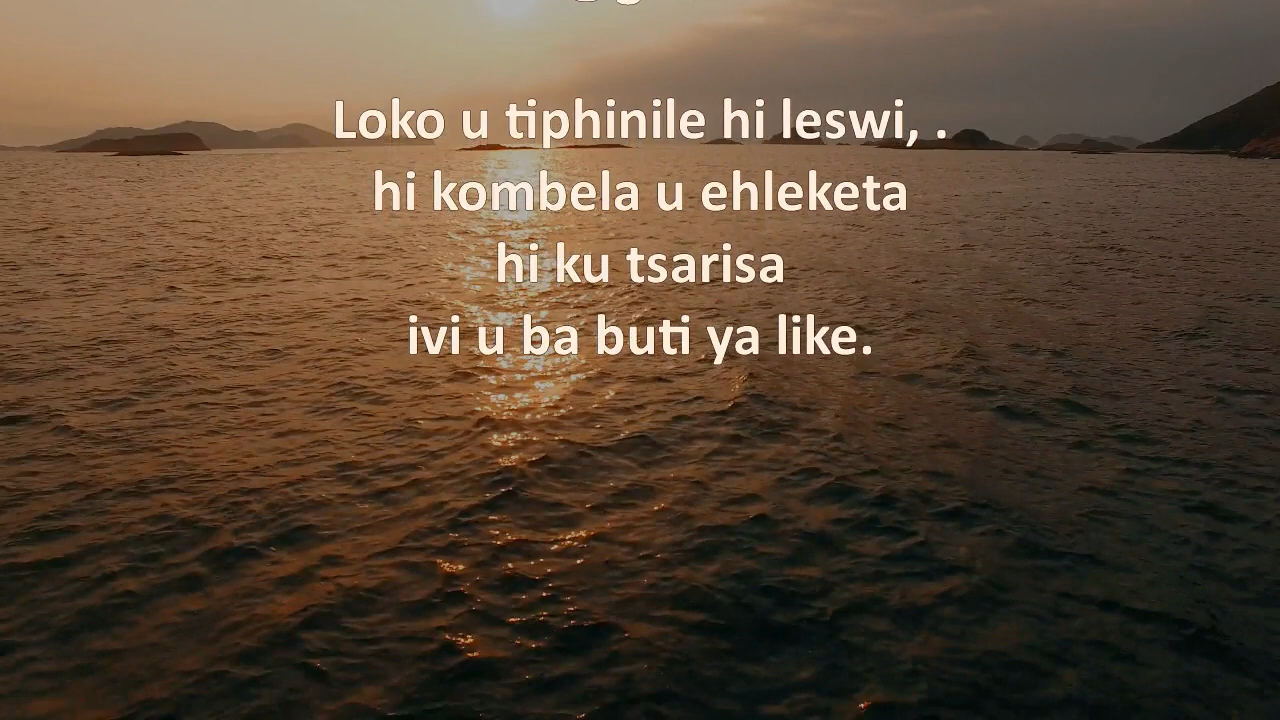 Loko u tiphinile hi leswi, .
hi kombela u ehleketa
hi ku tsarisa
ivi u ba buti ya like.